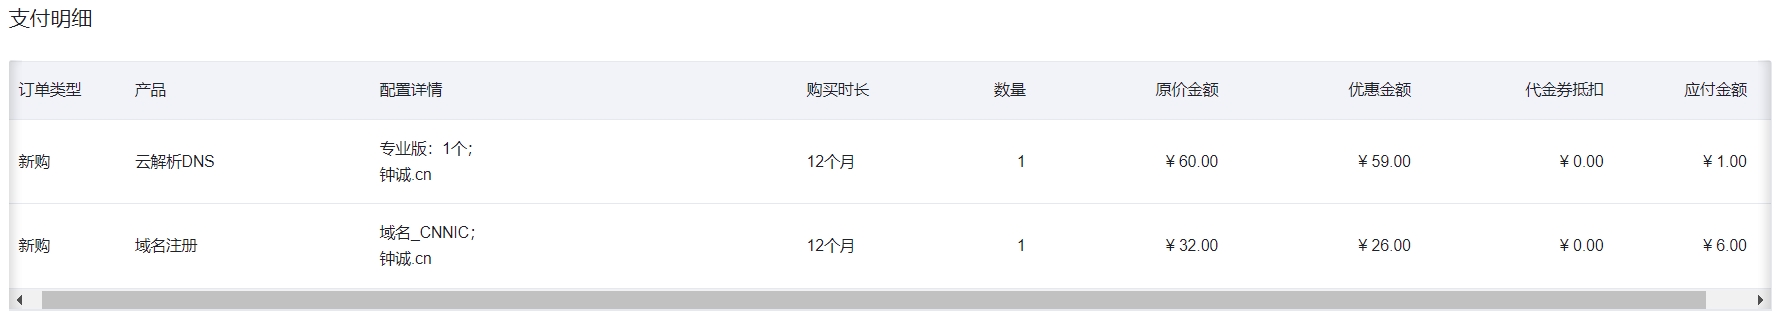 支付明细
订单类型 产品 配置详情 购买时长 数量 原价金额 优惠金额 代金券抵扣 应付金额
新购 云解析DNS 专业版：1个； 12个月 1 ¥60.00 ¥59.00 ¥0.00 ¥1.00
钟诚.cn
新购 域名注册 域名_CNNIC； 12个月 1 ¥32.00 ¥26.00 ¥0.00 ¥6.00
钟诚.cn